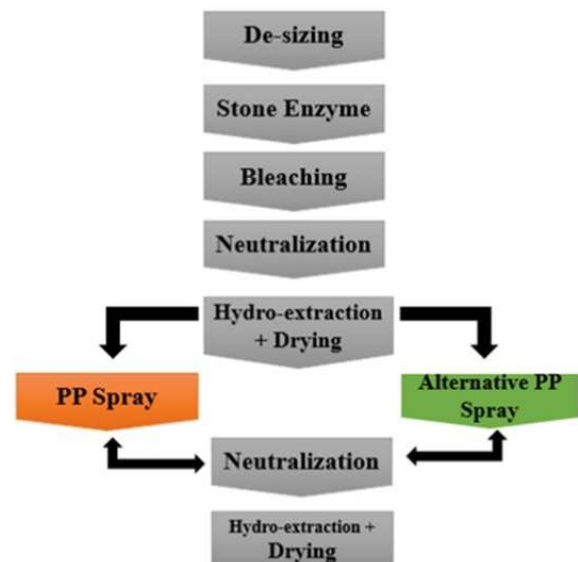 De-sizing
Stone Enzyme
Bleaching
Neutralization
Hydro-extraction
+ Drying
PP Spray
Alternative PP
Spray
Neutralization
Hydro-extraction +
Drying